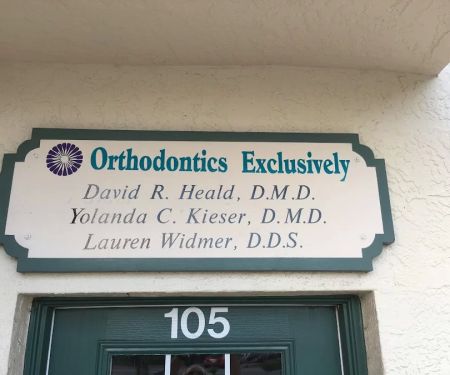 Orthodontics Exclusively
David R. Heald, D.M.D.
Yolanda C. Kieser, D.M.D.
Lauren Widmer, D.D.S.
105